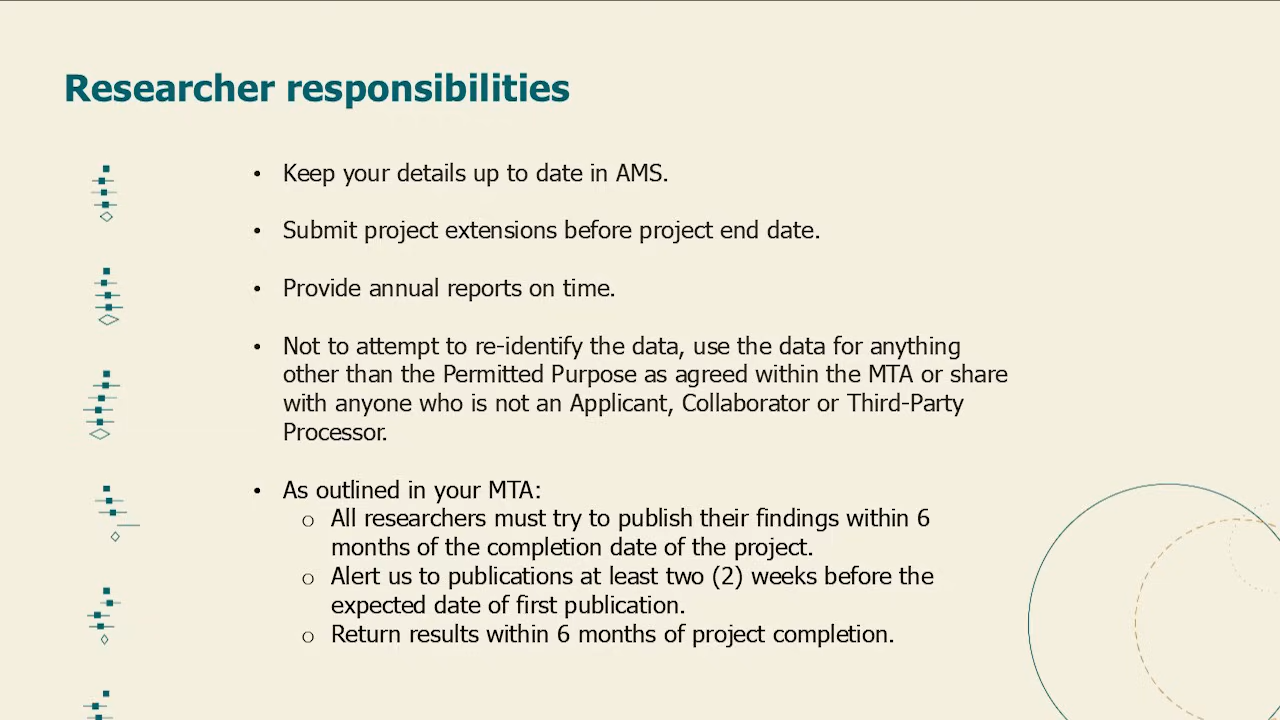 Researcher responsibilities
• Keep your details up to date in AMS.
• Submit project extensions before project end date.
• Provide annual reports on time.
• Not to attempt to re-identify the data, use the data for anything
other than the Permitted Purpose as agreed within the MTA or share
with anyone who is not an Applicant, Collaborator or Third-Party
Processor.
• As outlined in your MTA:
o All researchers must try to publish their findings within 6
months of the completion date of the project.
o Alert us to publications at least two (2) weeks before the
expected date of first publication.
o Return results within 6 months of project completion.